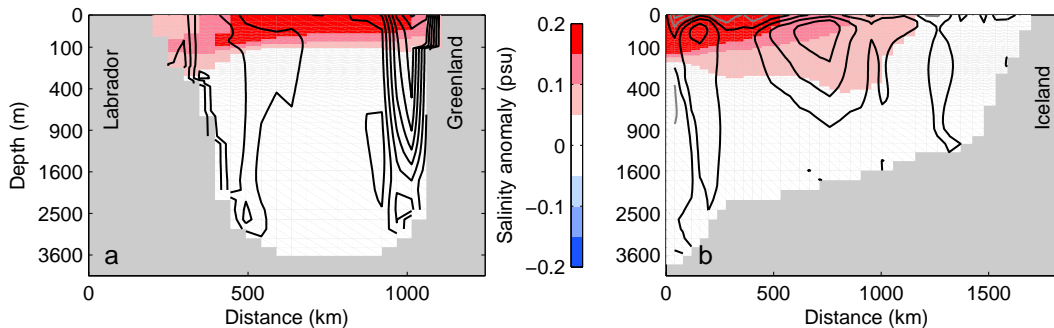 0
100
400
900
1600
2500
3600
Depth (m)
Labrador
Greenland
a
0
500
1000
Distance (km)
0.2
0.1
0
−0.1
−0.2
Salinity anomaly (psu)
0
100
400
900
1600
2500
3600
Iceland
b
0
500
1000
1500
Distance (km)